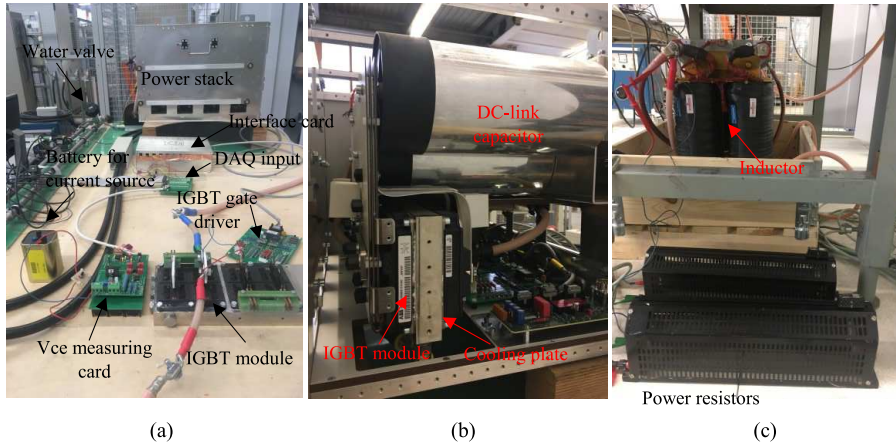 Water valve
Power stack
Interface card
Battery for
current source
DAQ input
IGBT gate
driver
Vce measuring
card
IGBT module
(a)
DC-link
capacitor
IGBT module
Cooling plate
(b)
Inductor
Power resistors
(c)